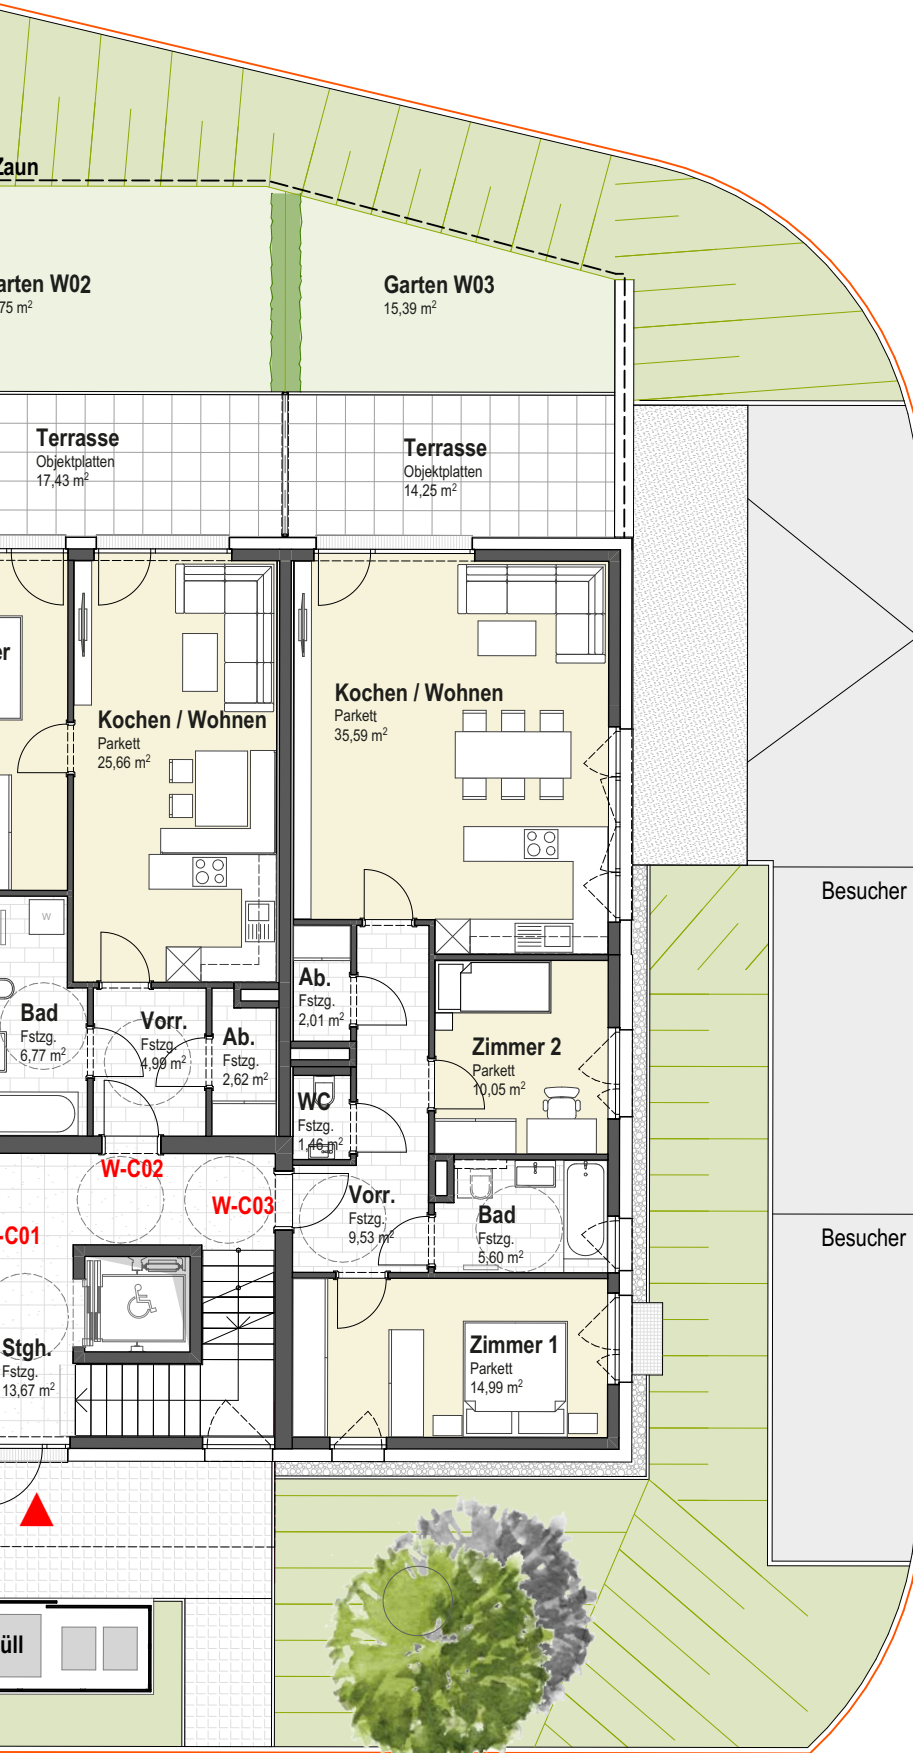 Zaun
arten W02
75 m²
Garten W03
15,39 m²
Terrasse
Objektplatten
17,43 m²
Terrasse
Objektplatten
14,25 m²
er
Kochen / Wohnen
Parkett
25,66 m²
Kochen / Wohnen
Parkett
35,59 m²
Besucher
W
Bad
Fstzg.
6,77 m²
Vorr.
Fstzg.
4,99 m²
Ab.
Fstzg.
2,62 m²
Ab.
Fstzg.
2,01 m²
Zimmer 2
Parkett
10,05 m²
WC
Fstzg.
1,46 m²
W-C02
W-C03
-C01
Vorr.
Fstzg.
9,53 m²
Bad
Fstzg.
5,60 m²
Besucher
Stgh.
Fstzg.
13,67 m²
Zimmer 1
Parkett
14,99 m²
üll